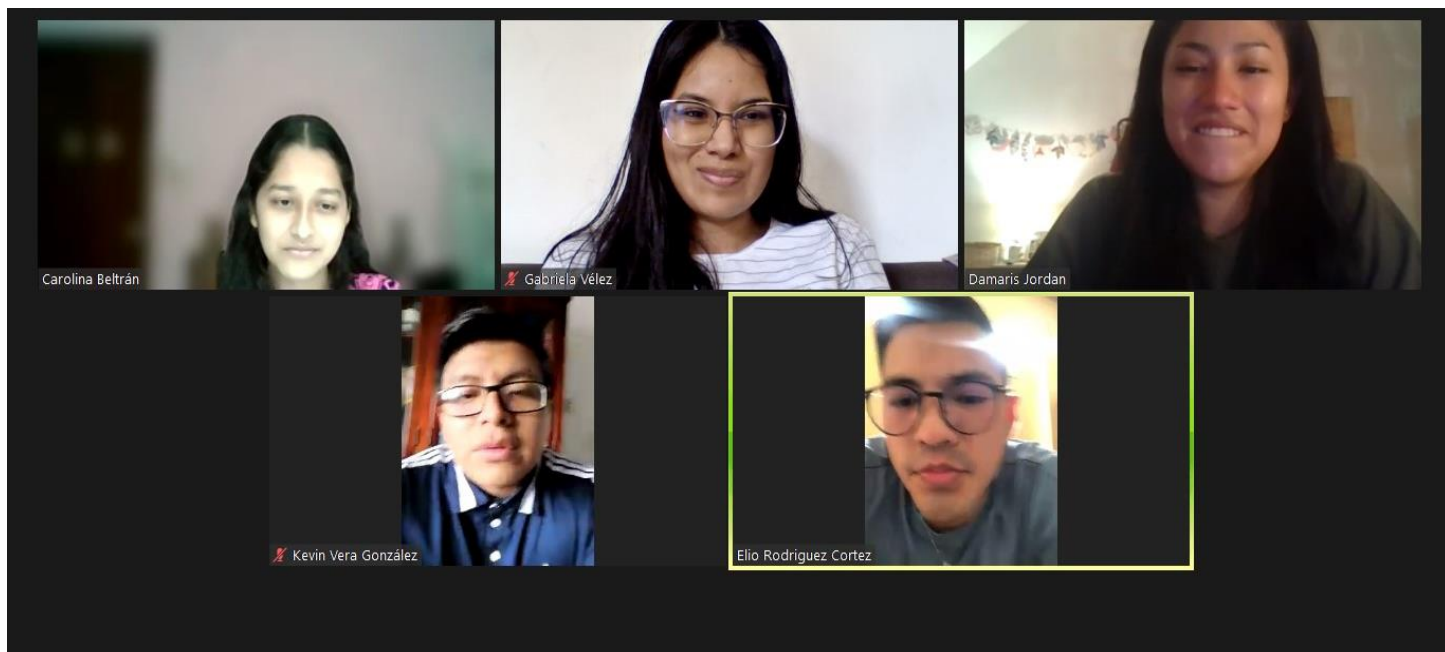 Carolina Beltrán
Gabriela Vélez
Damaris Jordan
Kevin Vera González
Elio Rodriguez Cortez